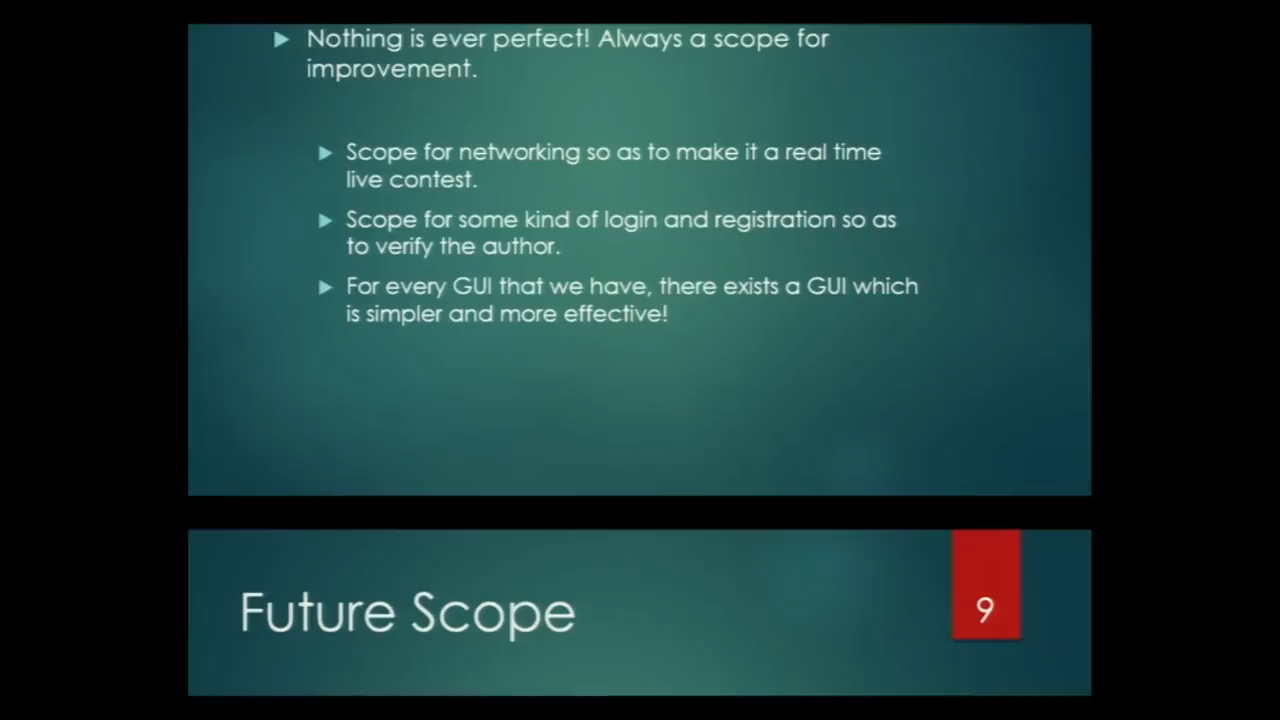 Nothing is ever perfect! Always a scope for
improvement.
Scope for networking so as to make it a real time
live contest.
Scope for some kind of login and registration so as
to verify the author.
For every GUI that we have, there exists a GUI which
is simpler and more effective!
Future Scope
9